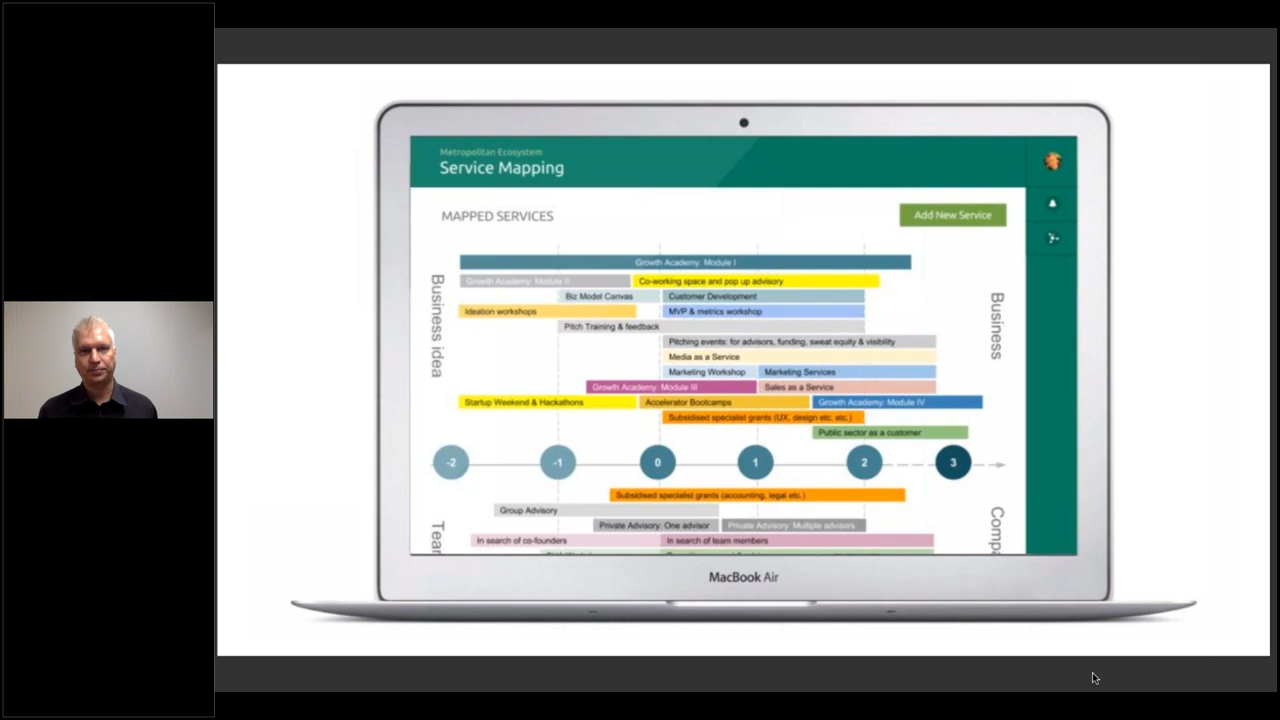 Metropolitan Ecosystem
Service Mapping
MAPPED SERVICES
Add New Service
Business idea
Business
Growth Academy: Module I
Growth Academy: Module II
Co-working space and pop up advisory
Biz Model Canvas
Customer Development
Ideation workshops
MVP & metrics workshop
Pitch Training & feedback
Pitching events: for advisors, funding, sweat equity & visibility
Media as a Service
Marketing Workshop
Marketing Services
Growth Academy: Module III
Sales as a Service
Startup Weekend & Hackathons
Accelerator Bootcamps
Growth Academy: Module IV
Subsidised specialist grants (UX, design etc. etc.)
Public sector as a customer
-2
-1
0
1
2
3
Subsidised specialist grants (accounting, legal etc.)
Group Advisory
Private Advisory: One advisor
Private Advisory: Multiple advisors
In search of co-founders
In search of team members
MacBook Air